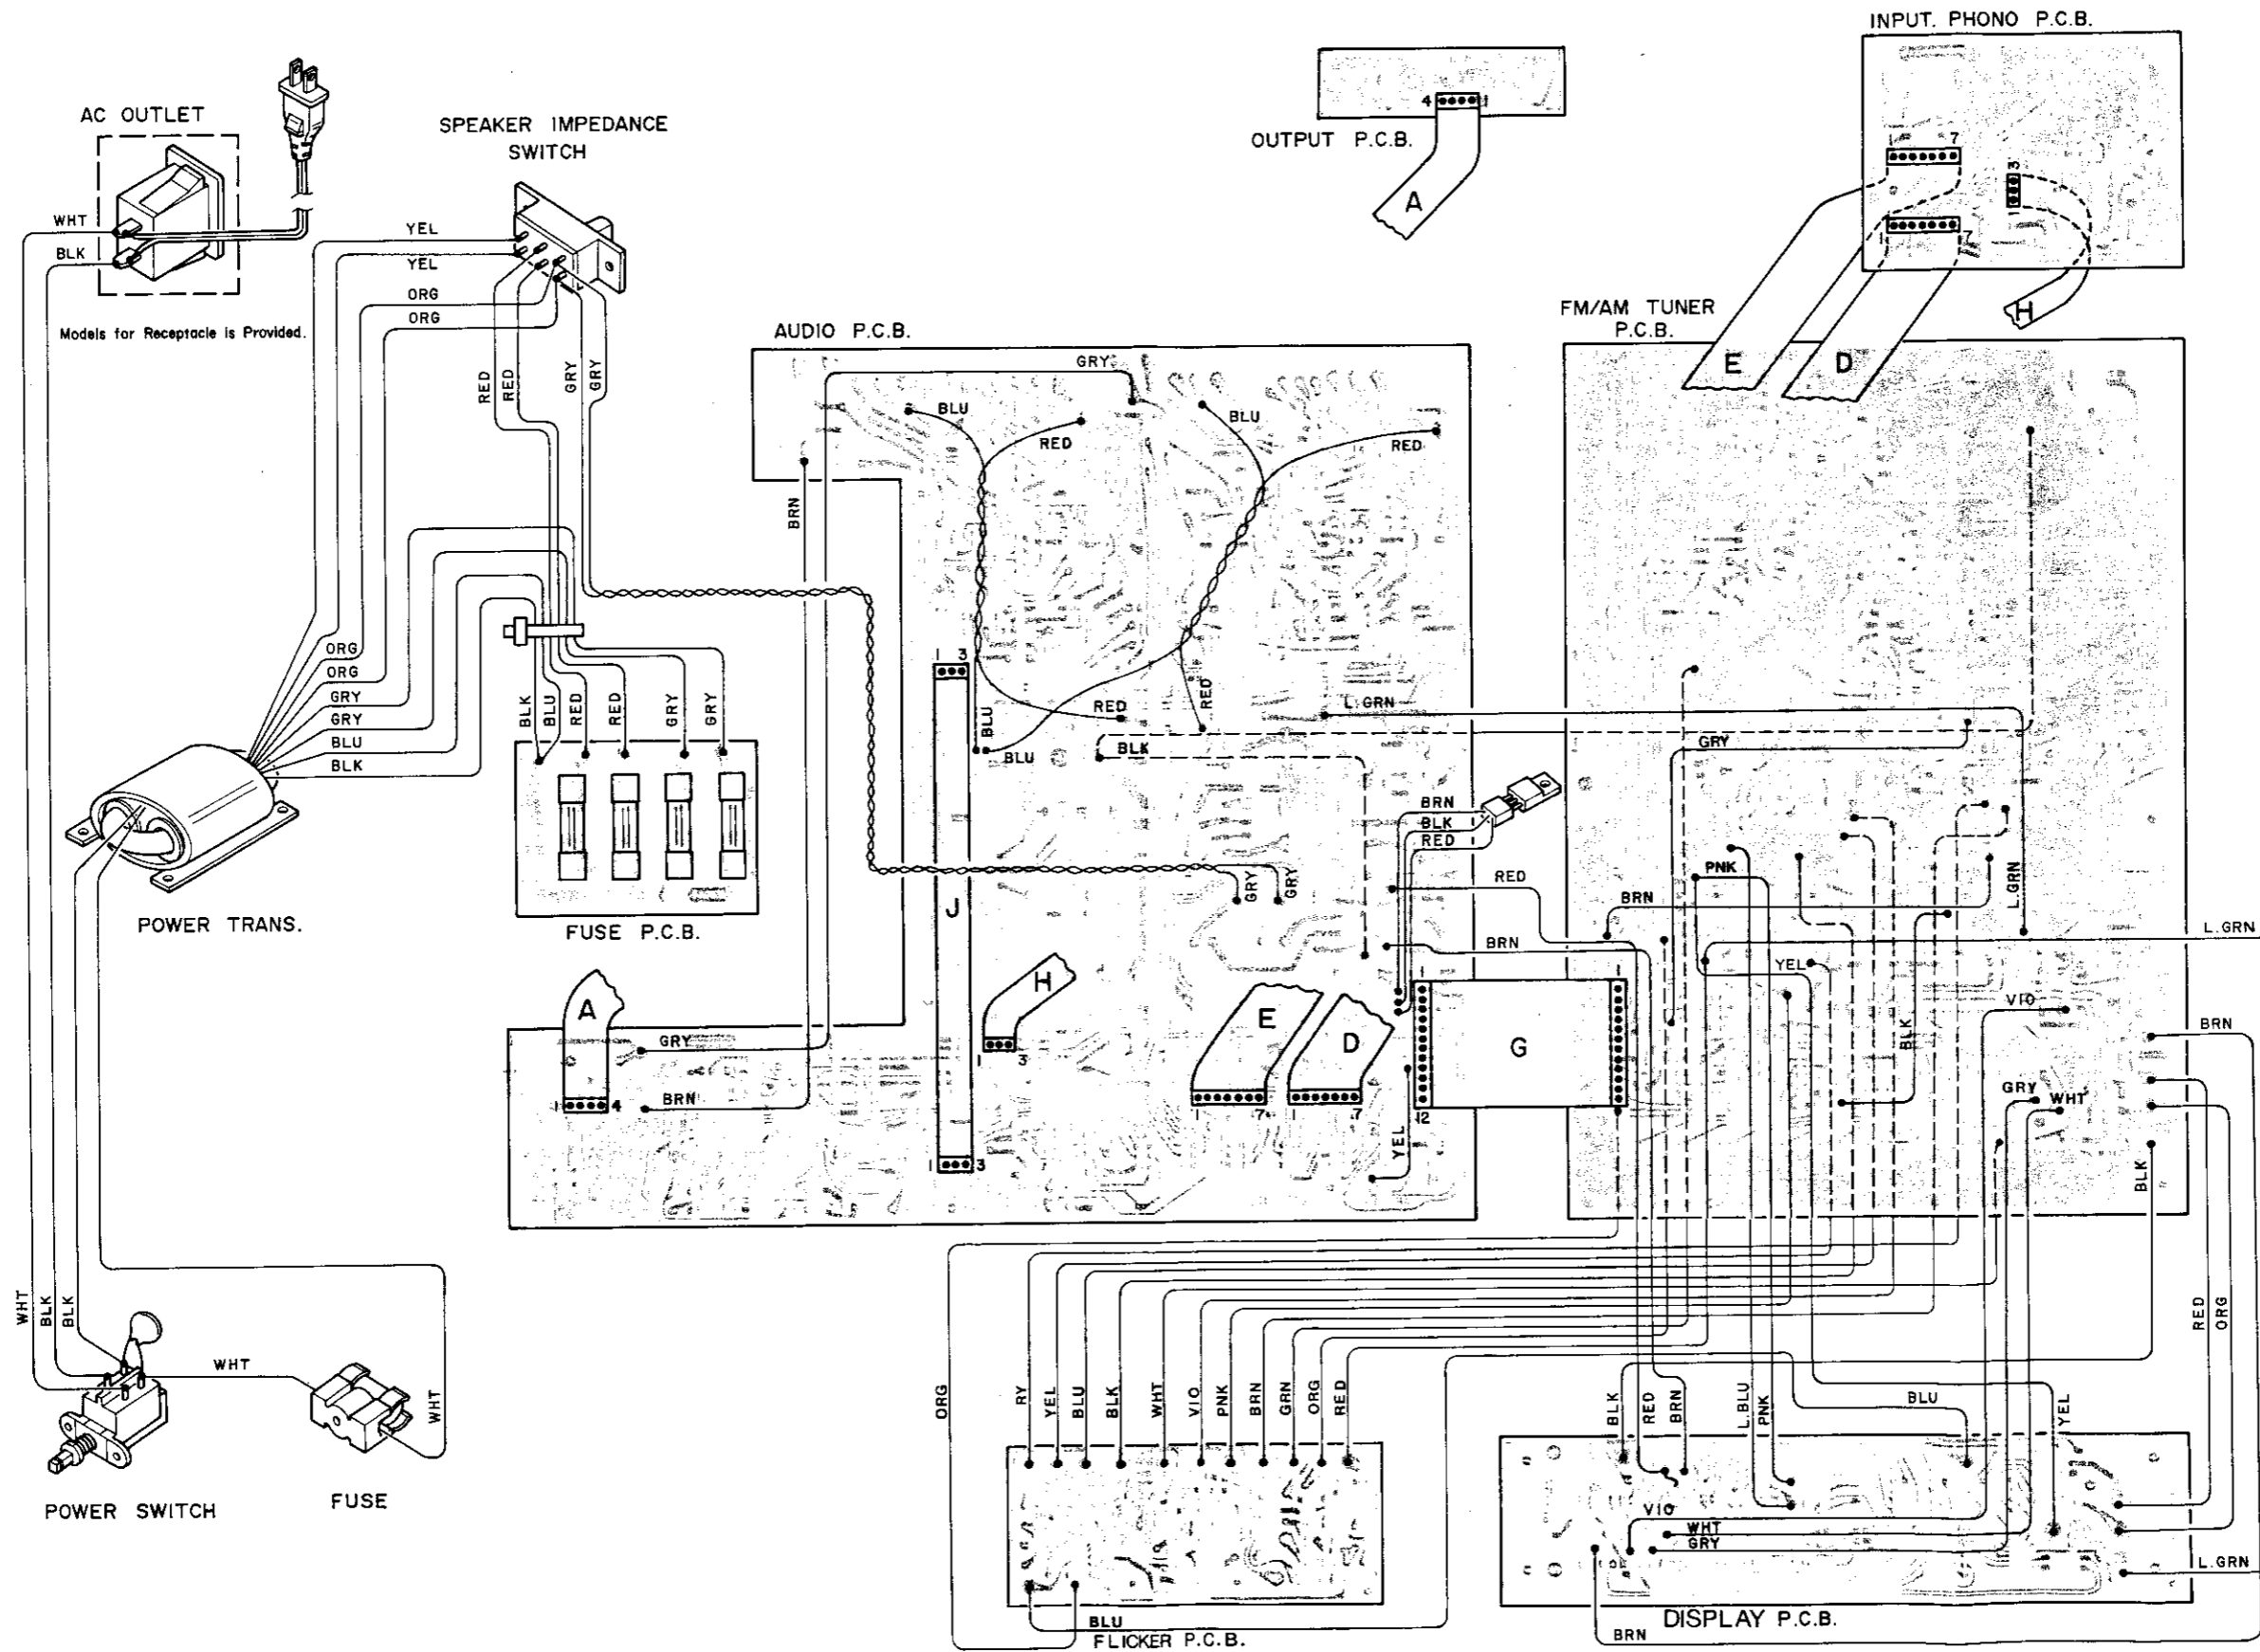 INPUT. PHONO P.C.B.
4 1
OUTPUT P.C.B.
A
1 7
3
1
1 7
H
AC OUTLET
WHT
BLK
Models for Receptacle is Provided.
SPEAKER IMPEDANCE
SWITCH
YEL
YEL
ORG
ORG
RED
RED
GRY
GRY
AUDIO P.C.B.
GRY
BLU
RED
BLU
RED
BRN
FM/AM TUNER
P.C.B.
E
D
ORG
ORG
GRY
GRY
BLU
BLK
POWER TRANS.
BLK
BLU
RED
RED
GRY
GRY
FUSE P.C.B.
1 3
J
RED
RED
BLU
BLU
BLK
L.GRN
GRY
BRN
BLK
RED
GRY
GRY
RED
BRN
PNK
BRN
L.GRN
L.GRN
YEL
VIO
BLK
BRN
A
GRY
1 4
BRN
H
1 3
E
D
1 7
1 7
1
G
12
YEL
1 3
GRY
WHT
BLK
RED
ORG
WHT
BLK
BLK
WHT
WHT
POWER SWITCH
FUSE
ORG
RY
YEL
BLU
BLK
WHT
VIO
PNK
BRN
GRN
ORG
RED
BLU
FLICKER P.C.B.
BLK
RED
BRN
L.BLU
PNK
BLU
YEL
VIO
WHT
GRY
L.GRN
DISPLAY P.C.B.
BRN